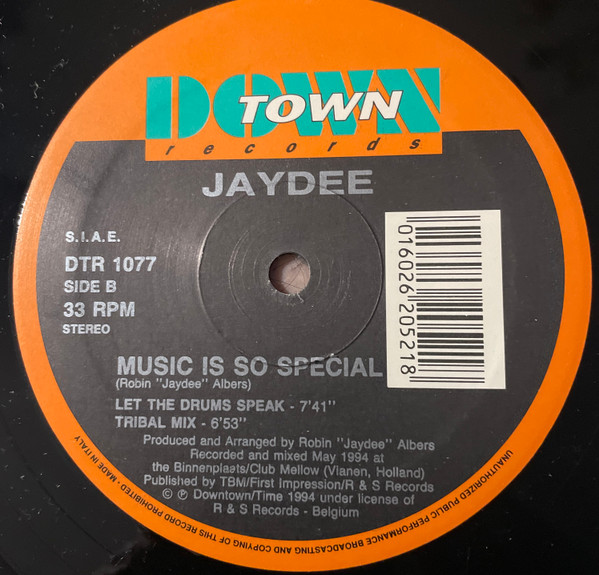 DOWN
TOWN
records
JAYDEE
S.I.A.E.
DTR 1077
SIDE B
33 RPM
STEREO
016026 205218
MUSIC IS SO SPECIAL
(Robin "Jaydee" Albers)
LET THE DRUMS SPEAK - 7'41"
TRIBAL MIX - 6'53"
Produced and Arranged by Robin "Jaydee" Albers
Recorded and mixed May 1994 at
the Binnenplaats/Club Mellow (Vianen, Holland)
Published by TBM/First Impression/R & S Records
© ℗ Downtown/Time 1994 under license of
R & S Records - Belgium
UNAUTHORIZED PUBLIC PERFORMANCE BROADCASTING AND COPYING OF THIS RECORD PROHIBITED - MADE IN ITALY